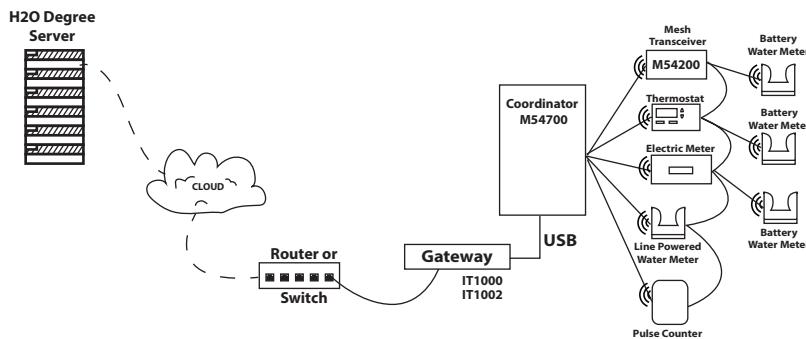 H2O Degree
Server
CLOUD
Router or
Switch
Gateway
IT1000
IT1002
USB
Coordinator
M54700
Mesh
Transceiver
M54200
Thermostat
Electric Meter
Line Powered
Water Meter
Pulse Counter
Battery
Water Meter
Battery
Water Meter
Battery
Water Meter